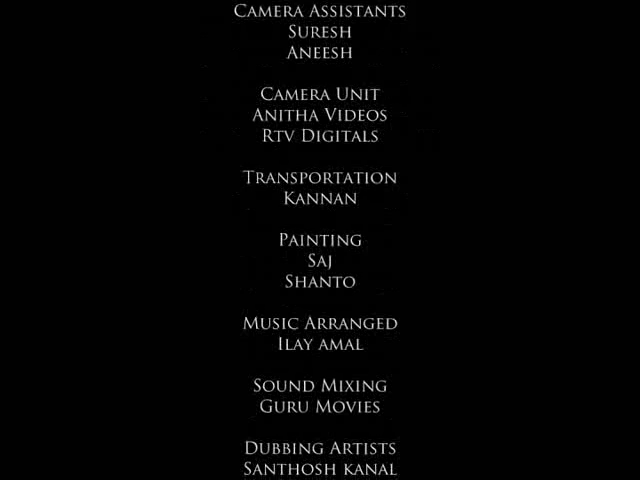 Camera Assistants
Suresh
Aneesh
Camera Unit
Anitha Videos
Rtv Digitals
Transportation
Kannan
Painting
Saj
Shanto
Music Arranged
Ilay amal
Sound Mixing
Guru Movies
Dubbing Artists
Santhosh kanal